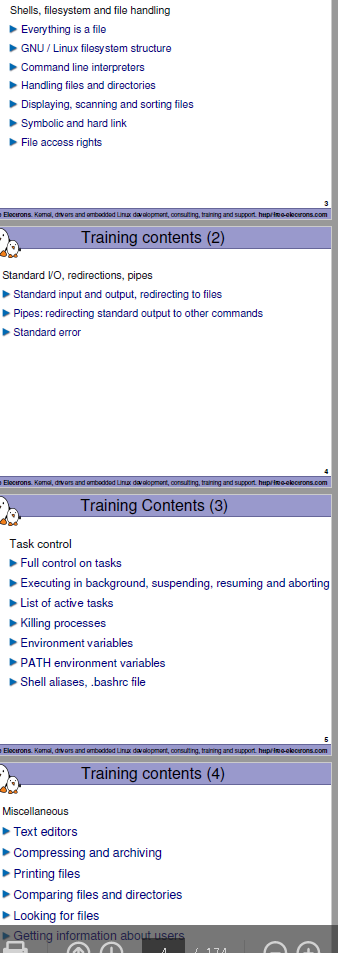 Shells, filesystem and file handling
Everything is a file
GNU / Linux filesystem structure
Command line interpreters
Handling files and directories
Displaying, scanning and sorting files
Symbolic and hard link
File access rights
3
Electrons. Kernel, drivers and embedded Linux development, consulting, training and support. http//free-electrons.com
Training contents (2)
Standard I/O, redirections, pipes
Standard input and output, redirecting to files
Pipes: redirecting standard output to other commands
Standard error
4
Electrons. Kernel, drivers and embedded Linux development, consulting, training and support. http//free-electrons.com
Training Contents (3)
Task control
Full control on tasks
Executing in background, suspending, resuming and aborting
List of active tasks
Killing processes
Environment variables
PATH environment variables
Shell aliases, .bashrc file
5
Electrons. Kernel, drivers and embedded Linux development, consulting, training and support. http//free-electrons.com
Training contents (4)
Miscellaneous
Text editors
Compressing and archiving
Printing files
Comparing files and directories
Looking for files
Getting information about users
4 / 174